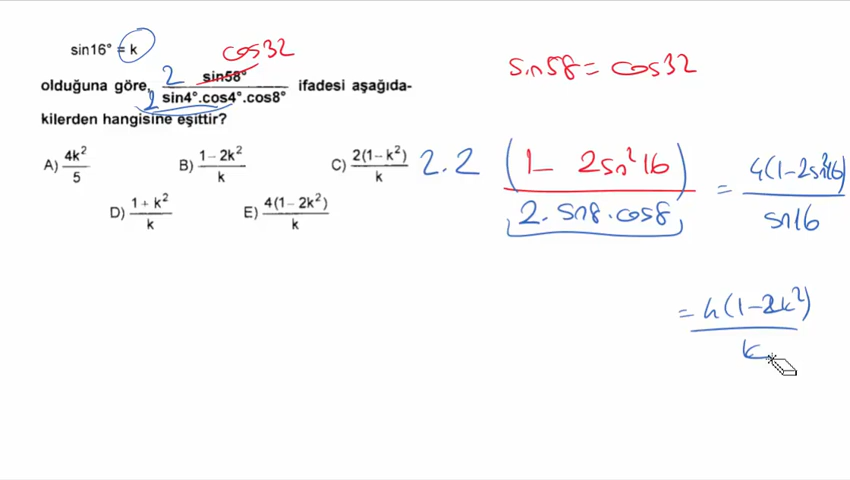 sin16° = k
cos32
olduğuna göre, 2 sin58° / 2 sin4°.cos4°.cos8° ifadesi aşağıda-
kilerden hangisine eşittir?
A) 4k² / 5
B) 1 – 2k² / k
C) 2(1 – k²) / k
D) 1 + k² / k
E) 4(1 – 2k²) / k
sin58 = cos32
2.2 (1 – 2sin²16) / 2.sin8.cos8 = 4(1–2sin²16) / sin16
= 4(1–2k²) / k